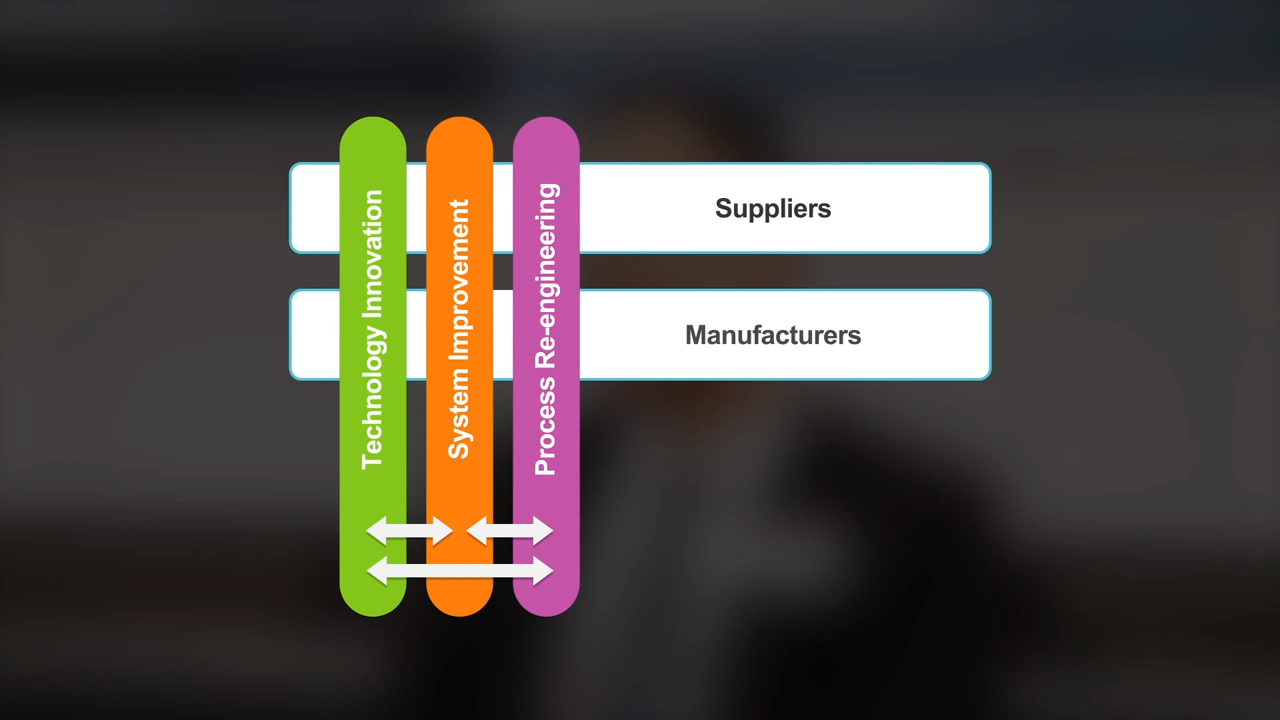 Technology Innovation
System Improvement
Process Re-engineering
Suppliers
Manufacturers